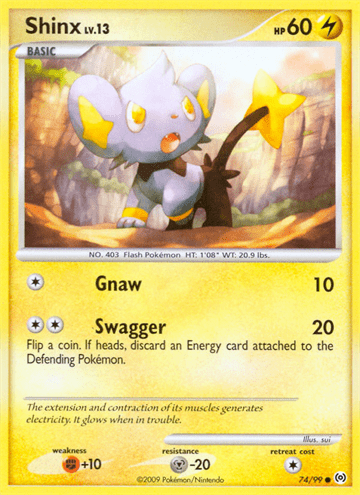 Shinx LV.13 HP 60
BASIC
NO. 403 Flash Pokémon HT: 1'08" WT: 20.9 lbs.
Gnaw 10
Swagger 20
Flip a coin. If heads, discard an Energy card attached to the
Defending Pokémon.
The extension and contraction of its muscles generates
electricity. It glows when in trouble.
Illus. sui
weakness resistance retreat cost
+10 -20
©2009 Pokémon/Nintendo 74/99